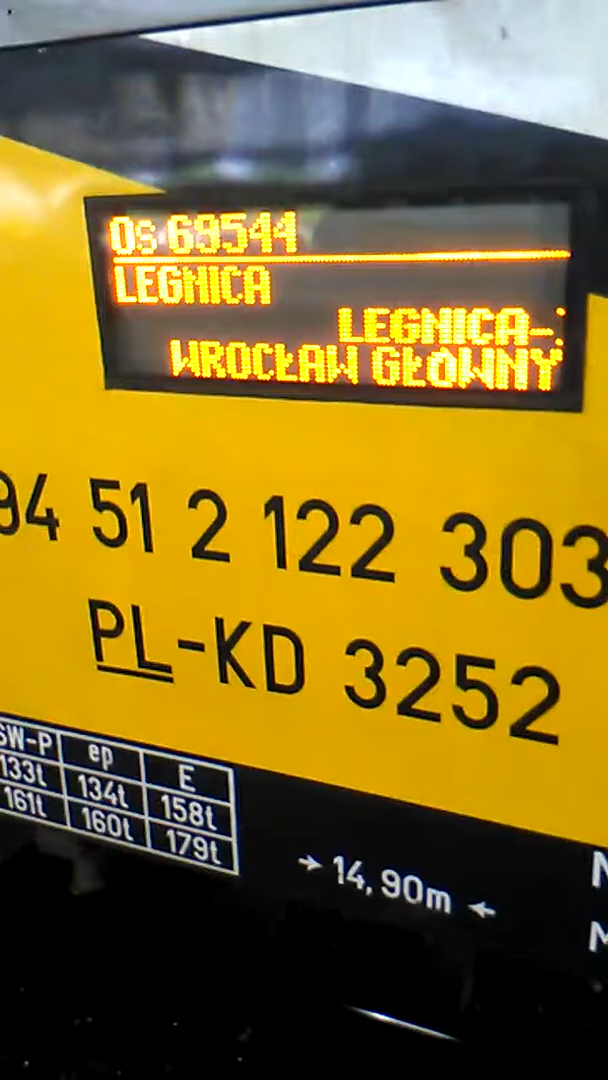 Os 69544
LEGNICA
LEGNICA-
WROCŁAW GŁÓWNY
94 51 2 122 303
PL-KD 3252
SW-P ep E
133t 134t 158t
161t 160t 179t
→ 14,90m ←